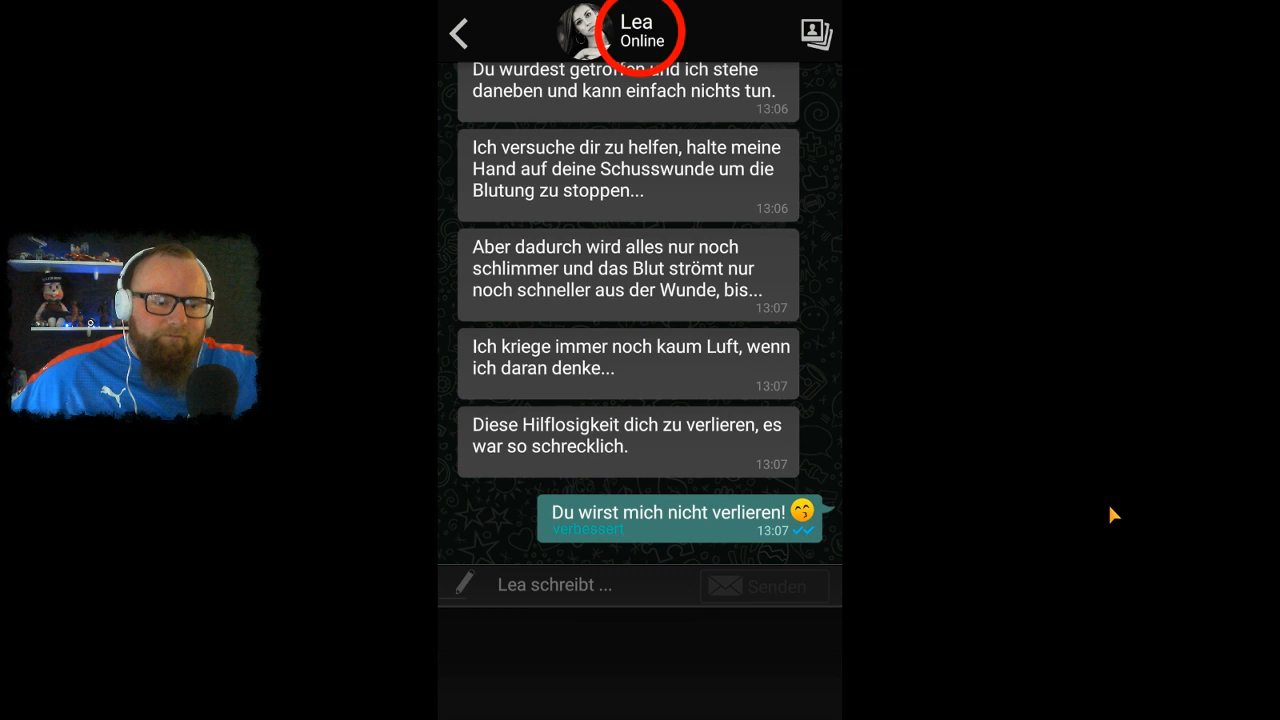 Lea
Online
Du wurdest getroffen und ich stehe
daneben und kann einfach nichts tun.
13:06
Ich versuche dir zu helfen, halte meine
Hand auf deine Schusswunde um die
Blutung zu stoppen...
13:06
Aber dadurch wird alles nur noch
schlimmer und das Blut strömt nur
noch schneller aus der Wunde, bis...
13:07
Ich kriege immer noch kaum Luft, wenn
ich daran denke...
13:07
Diese Hilflosigkeit dich zu verlieren, es
war so schrecklich.
13:07
Du wirst mich nicht verlieren! 😙
verbessert 13:07
Lea schreibt ... Senden